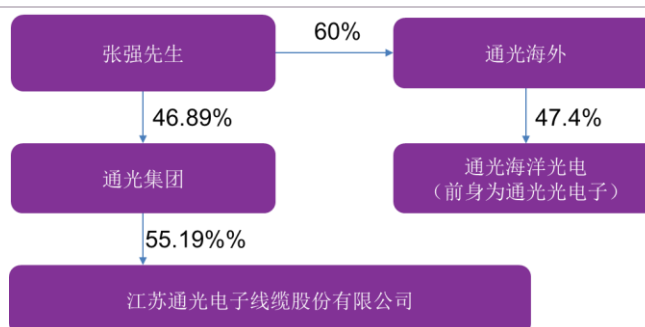 张强先生
60%
通光海外
46.89%
47.4%
通光集团
通光海洋光电
（前身为通光光电子）
55.19%%
江苏通光电子线缆股份有限公司